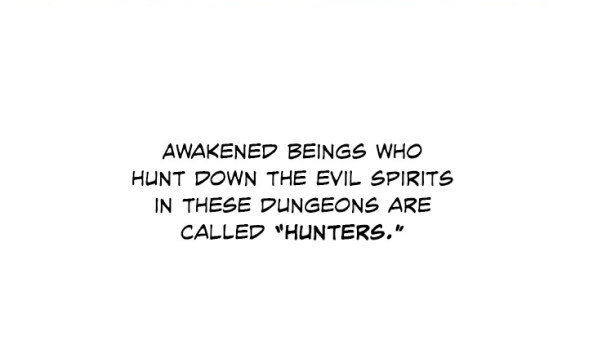 AWAKENED BEINGS WHO
HUNT DOWN THE EVIL SPIRITS
IN THESE DUNGEONS ARE
CALLED "HUNTERS."